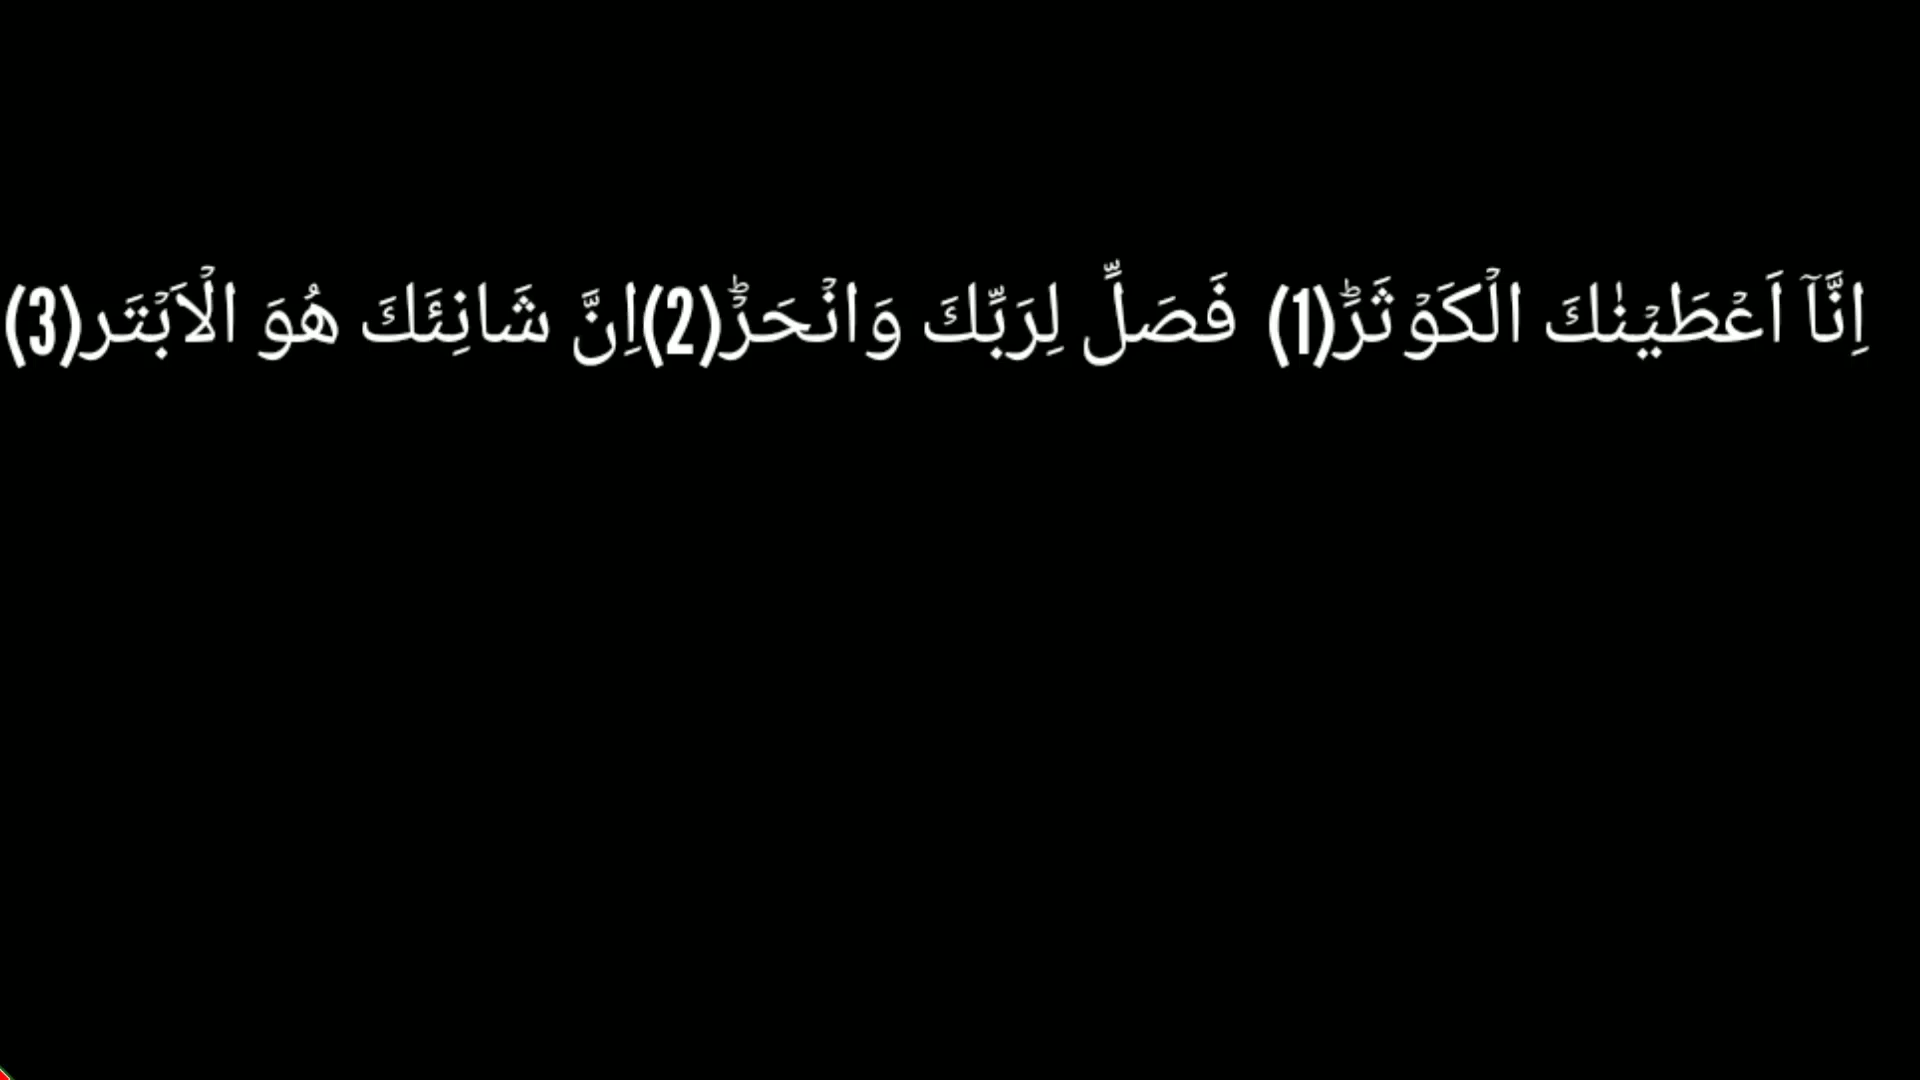 اِنَّآ اَعۡطَيۡنٰكَ الۡكَوۡثَرَؕ(1) فَصَلِّ لِرَبِّكَ وَانۡحَرۡؕ(2)اِنَّ شَانِئَكَ هُوَ الۡاَبۡتَر(3)